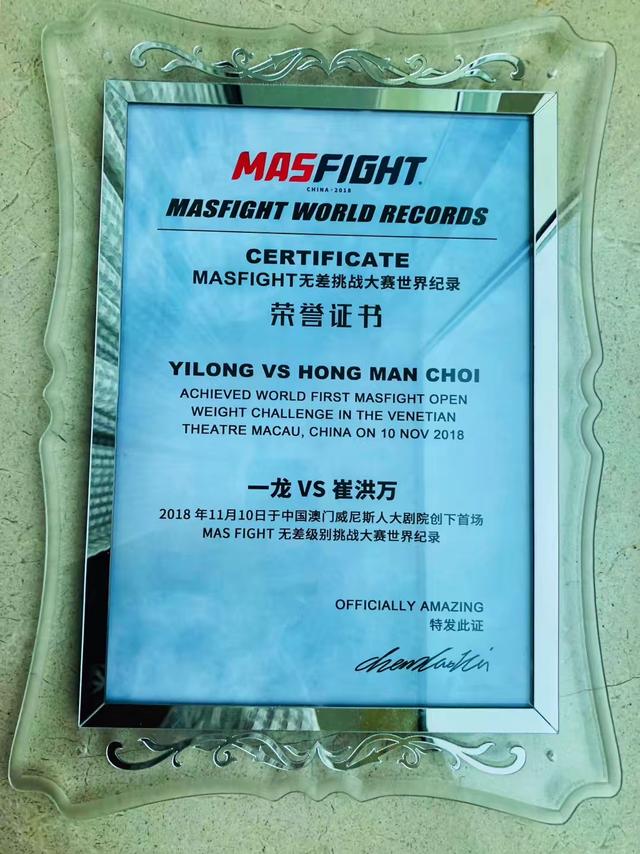 MASFIGHT
CHINA·2018
MASFIGHT WORLD RECORDS
CERTIFICATE
MASFIGHT无差挑战大赛世界纪录
荣誉证书
YILONG VS HONG MAN CHOI
ACHIEVED WORLD FIRST MASFIGHT OPEN
WEIGHT CHALLENGE IN THE VENETIAN
THEATRE MACAU, CHINA ON 10 NOV 2018
一龙 VS 崔洪万
2018 年11月10日于中国澳门威尼斯人大剧院创下首场
MAS FIGHT 无差级别挑战大赛世界纪录
OFFICIALLY AMAZING
特发此证